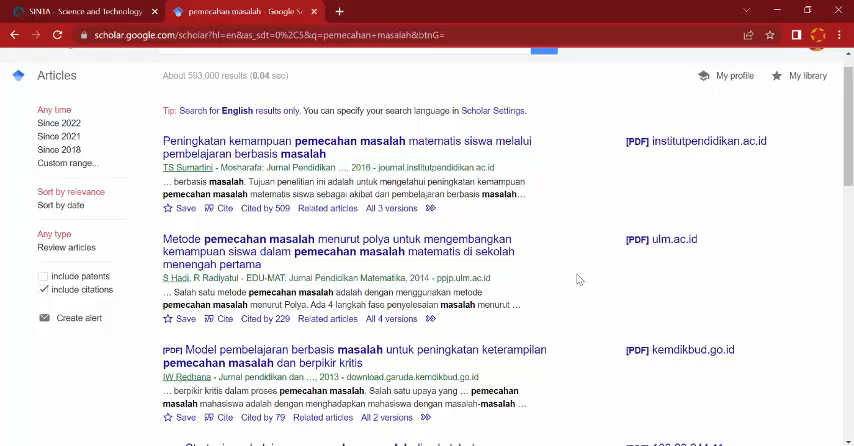 SINTA - Science and Technology
pemecahan masalah - Google Sc
scholar.google.com/scholar?hl=en&as_sdt=0%2C5&q=pemecahan+masalah&btnG=
Articles
About 593,000 results (0.04 sec)
My profile
My library
Any time
Since 2022
Since 2021
Since 2018
Custom range...
Sort by relevance
Sort by date
Any type
Review articles
include patents
include citations
Create alert
Tip: Search for English results only. You can specify your search language in Scholar Settings.
Peningkatan kemampuan pemecahan masalah matematis siswa melalui
pembelajaran berbasis masalah
TS Sumartini - Mosharafa: Jurnal Pendidikan …, 2016 - journal.institutpendidikan.ac.id
… berbasis masalah. Tujuan penelitian ini adalah untuk mengetahui peningkatan kemampuan
pemecahan masalah matematis siswa sebagai akibat dari pembelajaran berbasis masalah…
Save Cite Cited by 509 Related articles All 3 versions
[PDF] institutpendidikan.ac.id
Metode pemecahan masalah menurut polya untuk mengembangkan
kemampuan siswa dalam pemecahan masalah matematis di sekolah
menengah pertama
S Hadi, R Radiyatul - EDU-MAT: Jurnal Pendidikan Matematika, 2014 - ppjp.ulm.ac.id
… Salah satu metode pemecahan masalah adalah dengan menggunakan metode
pemecahan masalah menurut Polya. Ada 4 langkah fase penyelesaian masalah menurut …
Save Cite Cited by 229 Related articles All 4 versions
[PDF] ulm.ac.id
[PDF] Model pembelajaran berbasis masalah untuk peningkatan keterampilan
pemecahan masalah dan berpikir kritis
IW Redhana - Jurnal pendidikan dan …, 2013 - download.garuda.kemdikbud.go.id
… berpikir kritis dalam proses pemecahan masalah. Salah satu upaya yang … pemecahan
masalah mahasiswa adalah dengan menghadapkan mahasiswa dengan masalah-masalah …
Save Cite Cited by 79 Related articles All 2 versions
[PDF] kemdikbud.go.id